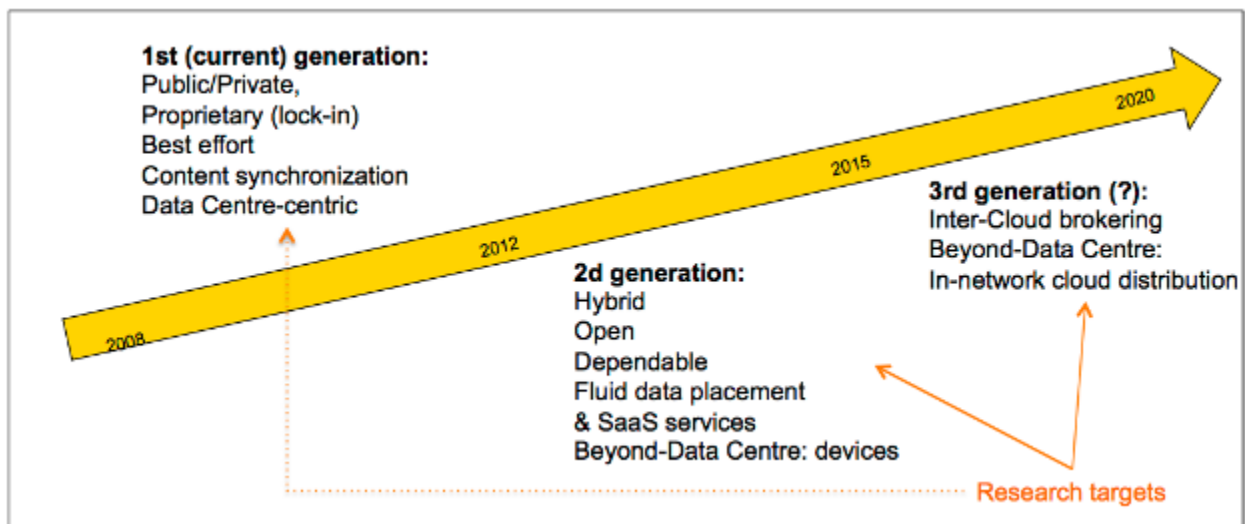 1st (current) generation:
Public/Private,
Proprietary (lock-in)
Best effort
Content synchronization
Data Centre-centric
2008
2012
2015
2020
2d generation:
Hybrid
Open
Dependable
Fluid data placement
& SaaS services
Beyond-Data Centre: devices
3rd generation (?):
Inter-Cloud brokering
Beyond-Data Centre:
In-network cloud distribution
Research targets